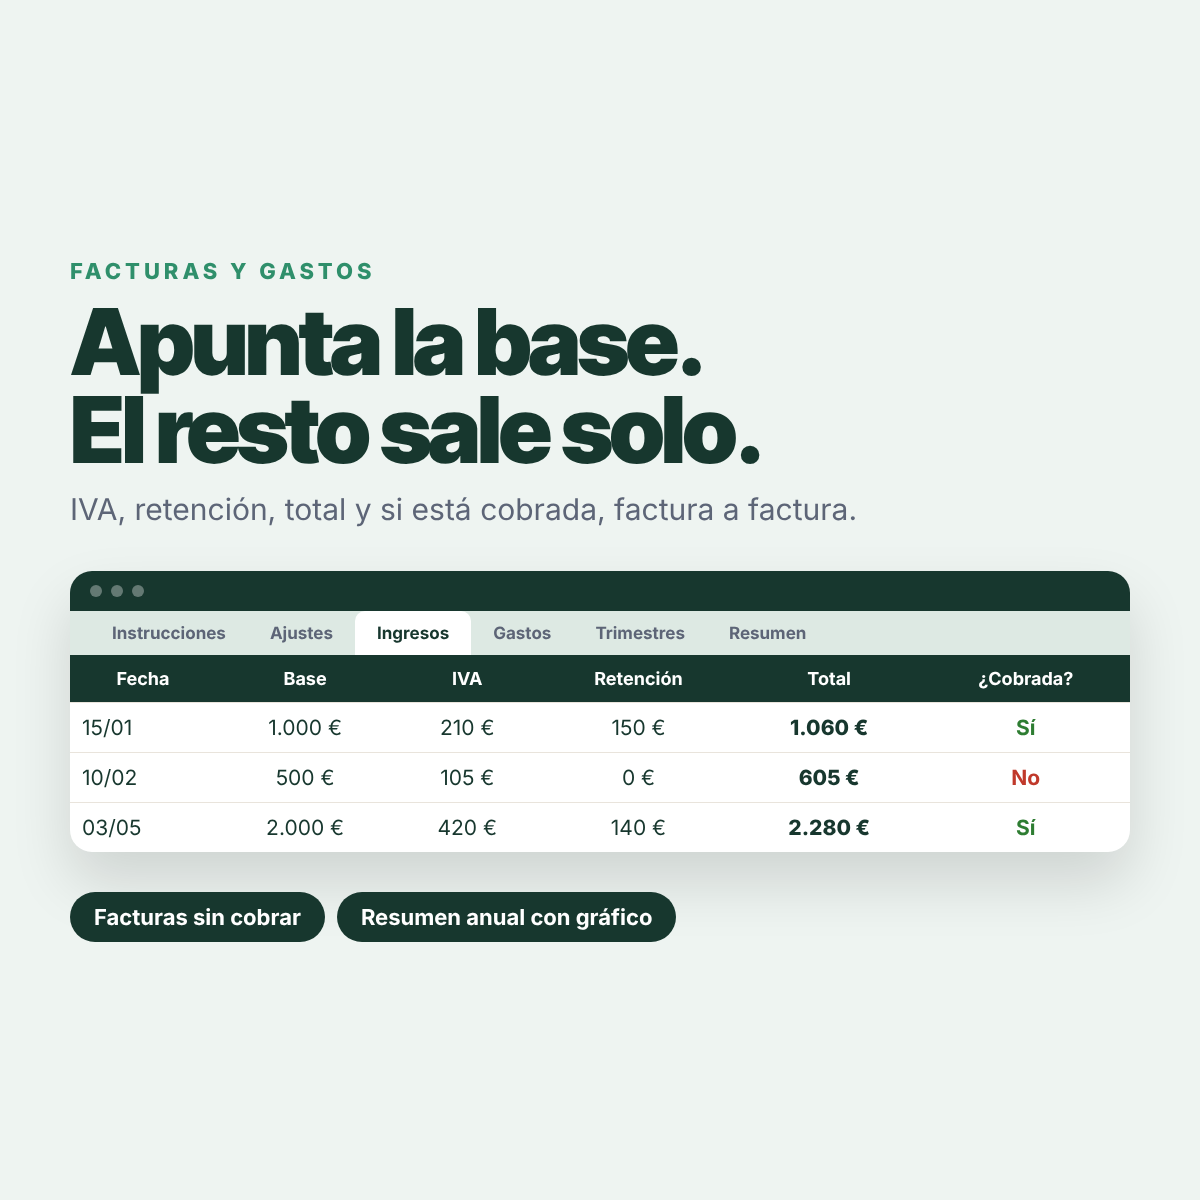 FACTURAS Y GASTOS
Apunta la base.
El resto sale solo.
IVA, retención, total y si está cobrada, factura a factura.
Instrucciones Ajustes Ingresos Gastos Trimestres Resumen
Fecha Base IVA Retención Total ¿Cobrada?
15/01 1.000 € 210 € 150 € 1.060 € Sí
10/02 500 € 105 € 0 € 605 € No
03/05 2.000 € 420 € 140 € 2.280 € Sí
Facturas sin cobrar Resumen anual con gráfico